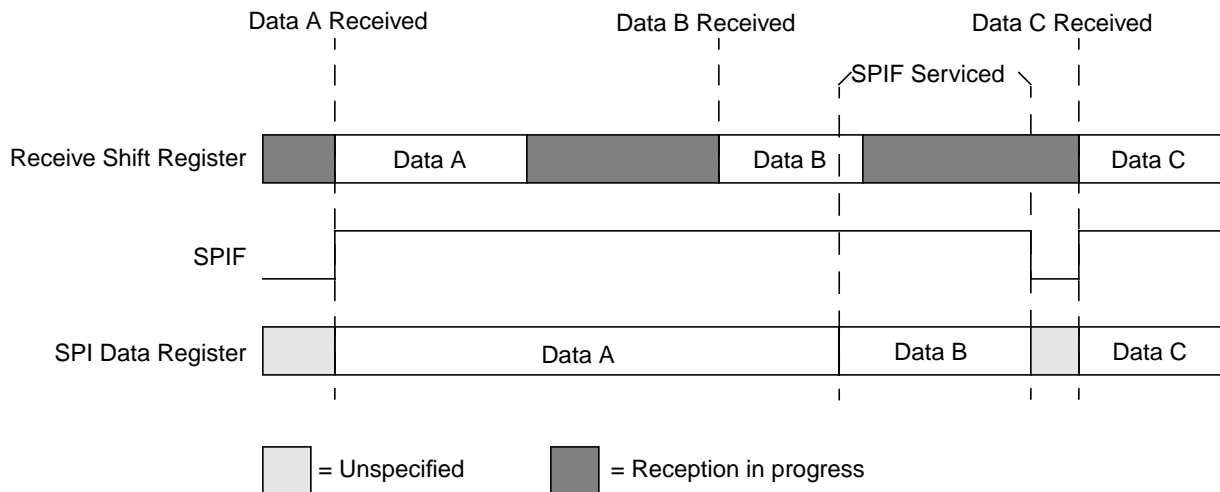 Data A Received
Data B Received
Data C Received
SPIF Serviced
Receive Shift Register
Data A
Data B
Data C
SPIF
SPI Data Register
Data A
Data B
Data C
= Unspecified
= Reception in progress